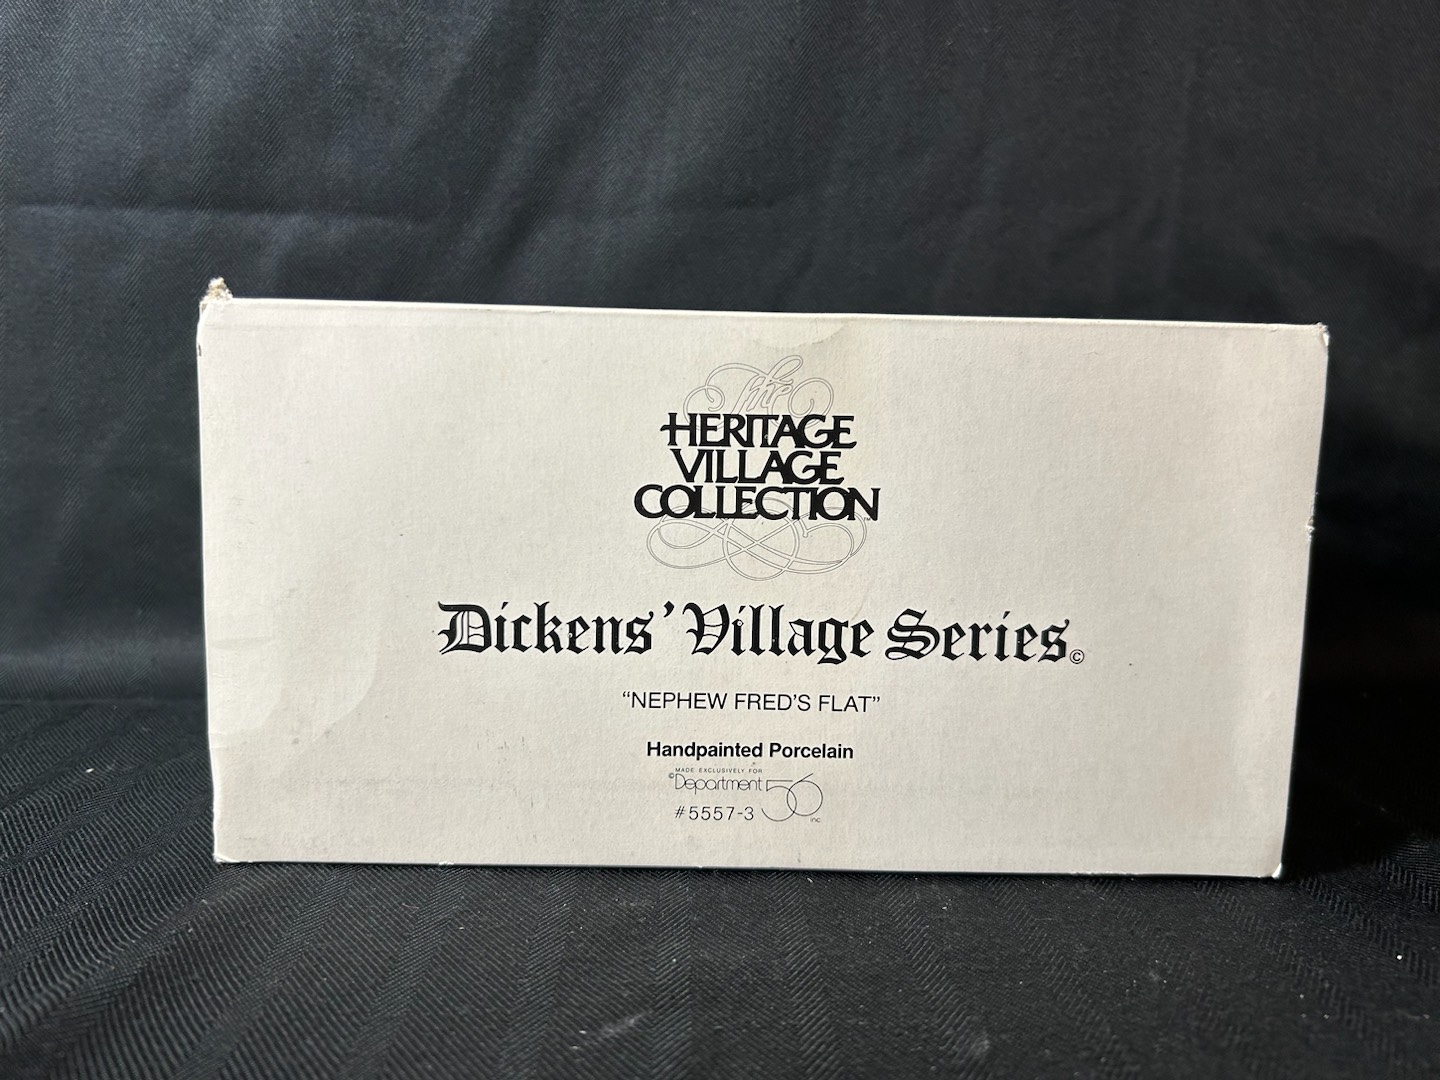 The
HERITAGE
VILLAGE
COLLECTION™
Dickens' Village Series©
“NEPHEW FRED'S FLAT”
Handpainted Porcelain
MADE EXCLUSIVELY FOR
©Department 56 inc
#5557-3